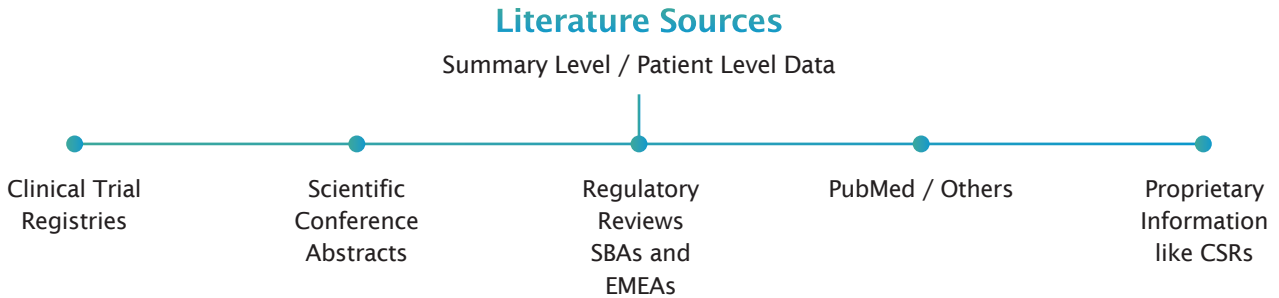 Literature Sources
Summary Level / Patient Level Data
Clinical Trial
Registries
Scientific
Conference
Abstracts
Regulatory
Reviews
SBAs and
EMEAs
PubMed / Others
Proprietary
Information
like CSRs